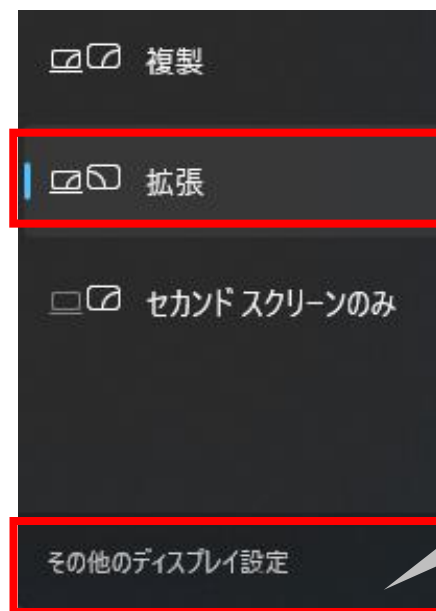 複製
拡張
セカンド スクリーンのみ
その他のディスプレイ設定